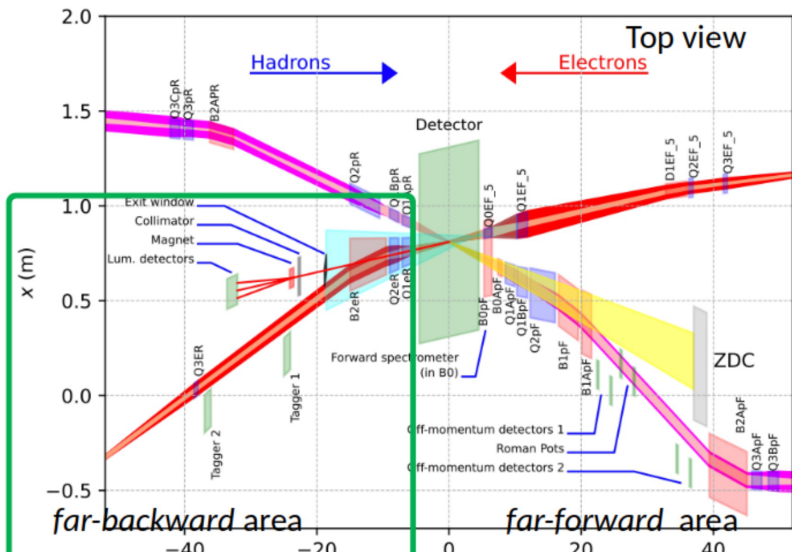 Top view
Hadrons
Electrons
Detector
2.0
1.5
1.0
0.5
0.0
−0.5
x (m)
Q3CpR
Q3pR
B2APR
Q2pR
Q0EF_5
Q1EF_5
D1EF_5
Q2EF_5
Q3EF_5
Exit window
Collimator
Magnet
Lum. detectors
B2eR
Q2eR
Q1eR
Q3ER
Tagger 1
Tagger 2
B0pF
B0ApF
Q1ApF
Q1BpF
Q2pF
B1pF
B1ApF
B2ApF
Q3ApF
Q3BpF
Forward spectrometer
(in B0)
ZDC
Off-momentum detectors 1
Roman Pots
Off-momentum detectors 2
far-backward area
far-forward area
−40
−20
0
20
40